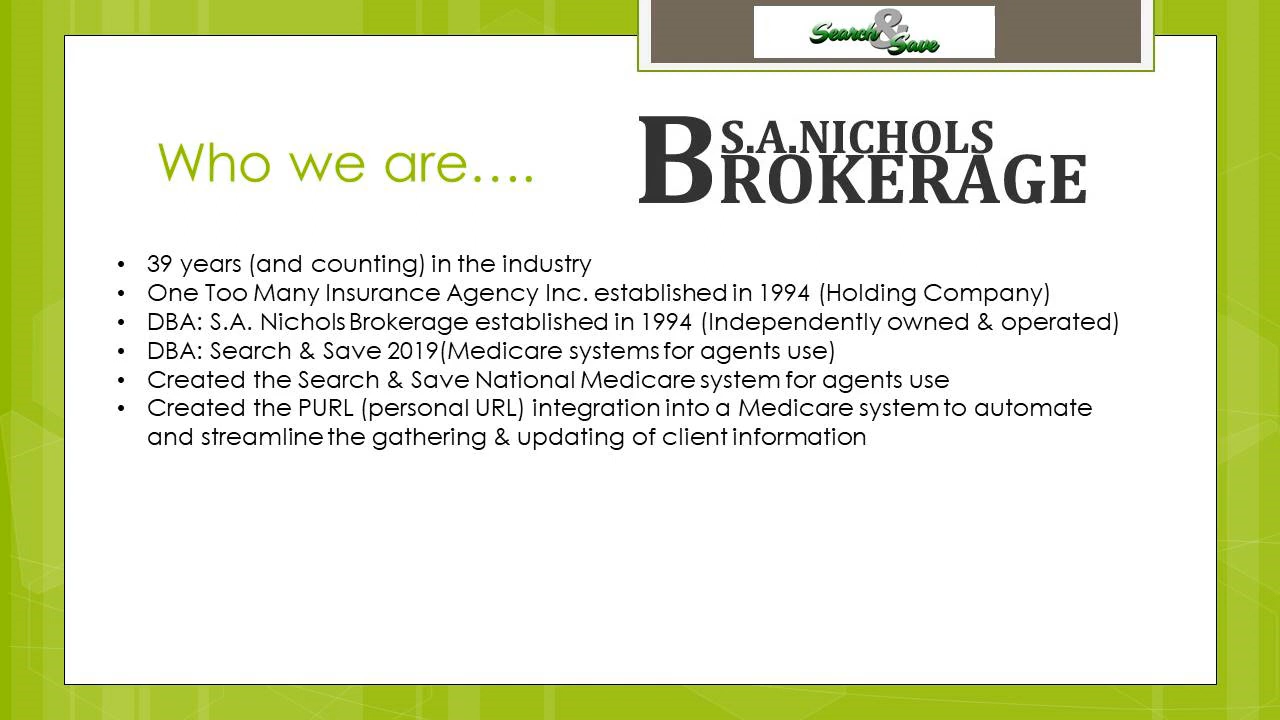 Search & Save
Who we are....
B S.A.NICHOLS
BROKERAGE
• 39 years (and counting) in the industry
• One Too Many Insurance Agency Inc. established in 1994 (Holding Company)
• DBA: S.A. Nichols Brokerage established in 1994 (Independently owned & operated)
• DBA: Search & Save 2019(Medicare systems for agents use)
• Created the Search & Save National Medicare system for agents use
• Created the PURL (personal URL) integration into a Medicare system to automate
and streamline the gathering & updating of client information